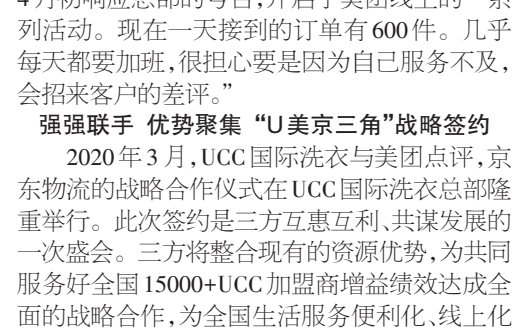 4月初响应总部的号召,开启了美团线上的一系
列活动。现在一天接到的订单有600件。几乎
每天都要加班,很担心要是因为自己服务不及,
会招来客户的差评。”
强强联手 优势聚集 “U美京三角”战略签约
2020年3月,UCC国际洗衣与美团点评,京
东物流的战略合作仪式在UCC国际洗衣总部隆
重举行。此次签约是三方互惠互利、共谋发展的
一次盛会。三方将整合现有的资源优势,为共同
服务好全国15000+UCC加盟商增益绩效达成全
面的战略合作,为全国生活服务便利化、线上化